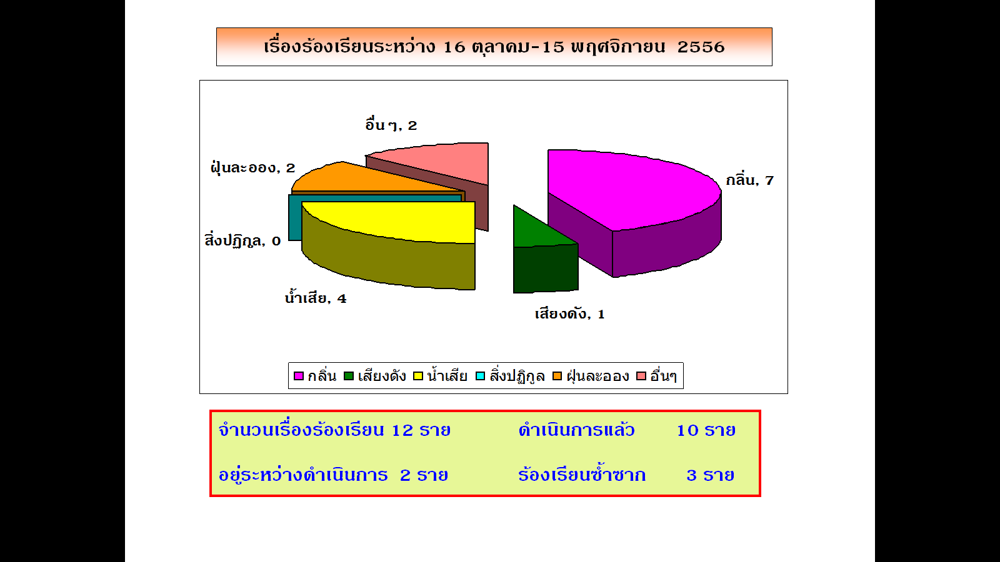 เรื่องร้องเรียนระหว่าง 16 ตุลาคม-15 พฤศจิกายน 2556
อื่นๆ, 2
ฝุ่นละออง, 2
กลิ่น, 7
สิ่งปฏิกูล, 0
น้ำเสีย, 4
เสียงดัง, 1
กลิ่น เสียงดัง น้ำเสีย สิ่งปฏิกูล ฝุ่นละออง อื่นๆ
จำนวนเรื่องร้องเรียน 12 ราย ดำเนินการแล้ว 10 ราย
อยู่ระหว่างดำเนินการ 2 ราย ร้องเรียนซ้ำซาก 3 ราย